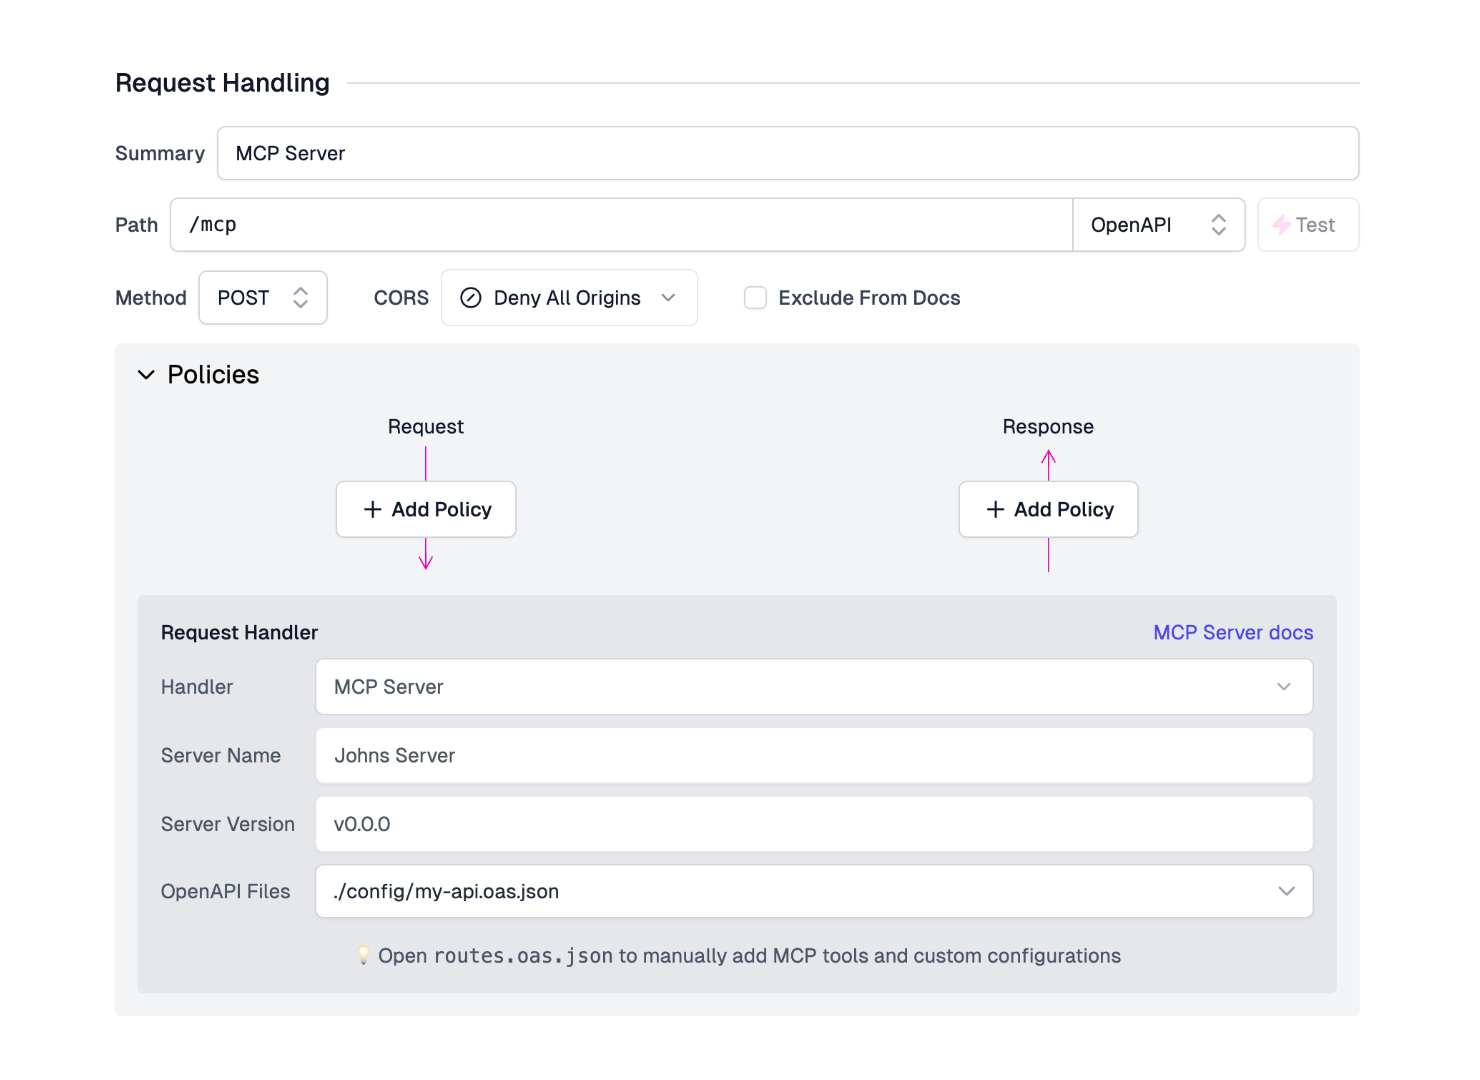 Request Handling
Summary MCP Server
Path /mcp OpenAPI Test
Method POST CORS Deny All Origins Exclude From Docs
Policies
Request Response
Add Policy Add Policy
Request Handler MCP Server docs
Handler MCP Server
Server Name Johns Server
Server Version v0.0.0
OpenAPI Files ./config/my-api.oas.json
Open routes.oas.json to manually add MCP tools and custom configurations